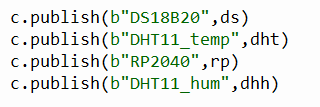 c.publish(b"DS18B20",ds)
c.publish(b"DHT11_temp",dht)
c.publish(b"RP2040",rp)
c.publish(b"DHT11_hum",dhh)